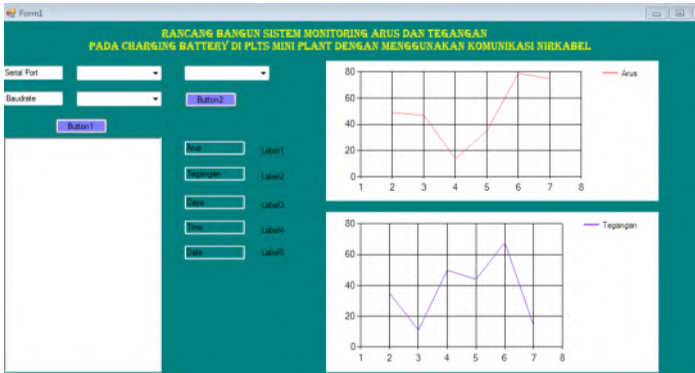 Form1
RANCANG BANGUN SISTEM MONITORING ARUS DAN TEGANGAN
PADA CHARGING BATTERY DI PLTS MINI PLANT DENGAN MENGGUNAKAN KOMUNIKASI NIRKABEL
Serial Port
Baudrate
Button2
Button1
Arus Label1
Tegangan Label2
Daya Label3
Time Label4
Date Label5
80
60
40
20
0
1 2 3 4 5 6 7 8
Arus
80
60
40
20
0
1 2 3 4 5 6 7 8
Tegangan